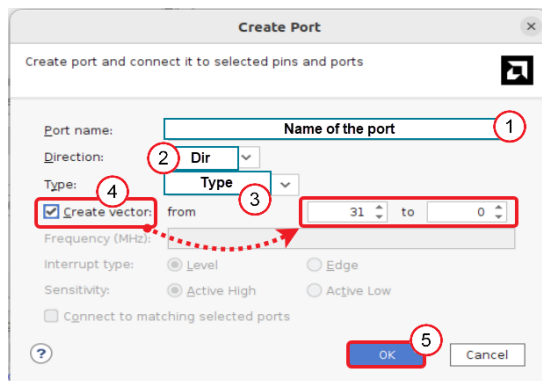 Create Port
Create port and connect it to selected pins and ports
Port name: Name of the port 1
Direction: 2 Dir
Type: Type 3
4
Create vector: from 31 to 0
Frequency (MHz):
Interrupt type: Level Edge
Sensitivity: Active High Active Low
Connect to matching selected ports
5
? OK Cancel